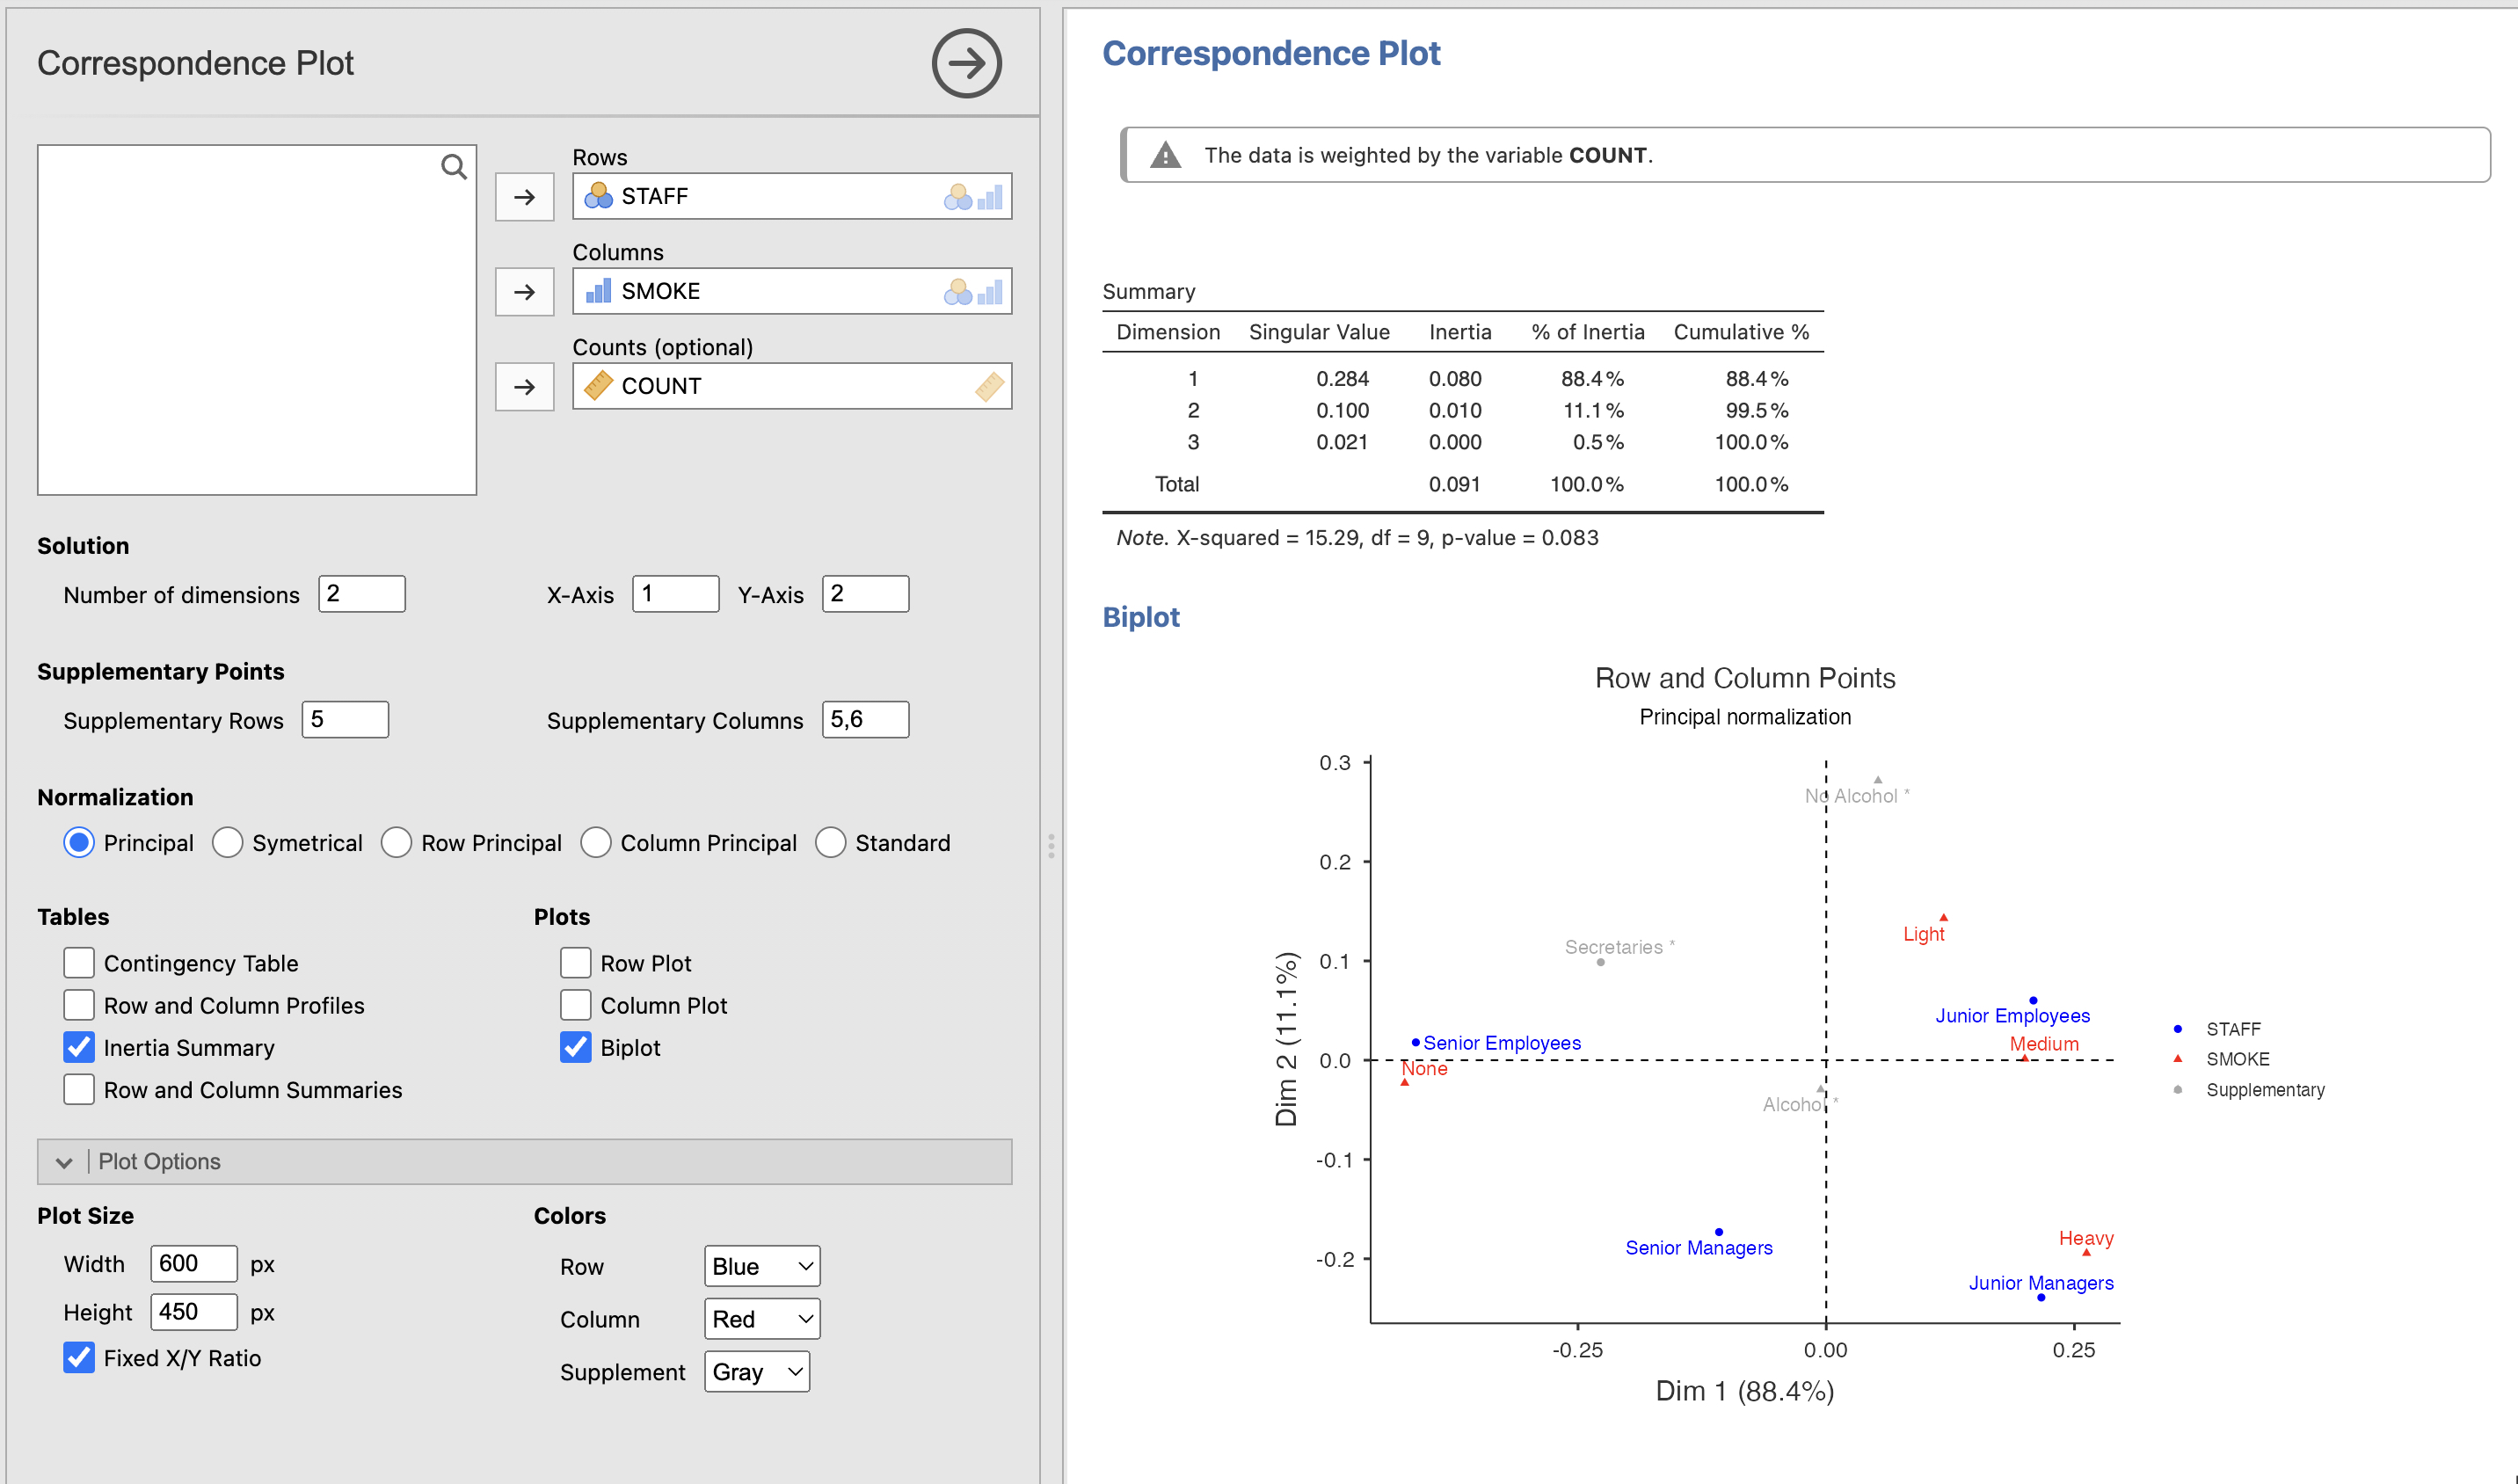 Correspondence Plot
Rows
STAFF
Columns
SMOKE
Counts (optional)
COUNT
Solution
Number of dimensions 2 X-Axis 1 Y-Axis 2
Supplementary Points
Supplementary Rows 5 Supplementary Columns 5,6
Normalization
Principal Symetrical Row Principal Column Principal Standard
Tables Plots
Contingency Table Row Plot
Row and Column Profiles Column Plot
Inertia Summary Biplot
Row and Column Summaries
Plot Options
Plot Size Colors
Width 600 px Row Blue
Height 450 px Column Red
Fixed X/Y Ratio Supplement Gray
Correspondence Plot
The data is weighted by the variable COUNT.
Summary
Dimension Singular Value Inertia % of Inertia Cumulative %
1 0.284 0.080 88.4% 88.4%
2 0.100 0.010 11.1% 99.5%
3 0.021 0.000 0.5% 100.0%
Total 0.091 100.0% 100.0%
Note. X-squared = 15.29, df = 9, p-value = 0.083
Biplot
Row and Column Points
Principal normalization
0.3
No Alcohol *
0.2
Light
Secretaries *
0.1
Junior Employees
Senior Employees
Medium
0.0
None
Alcohol *
-0.1
Heavy
Senior Managers
-0.2
Junior Managers
-0.25 0.00 0.25
Dim 1 (88.4%)
Dim 2 (11.1%)
STAFF
SMOKE
Supplementary